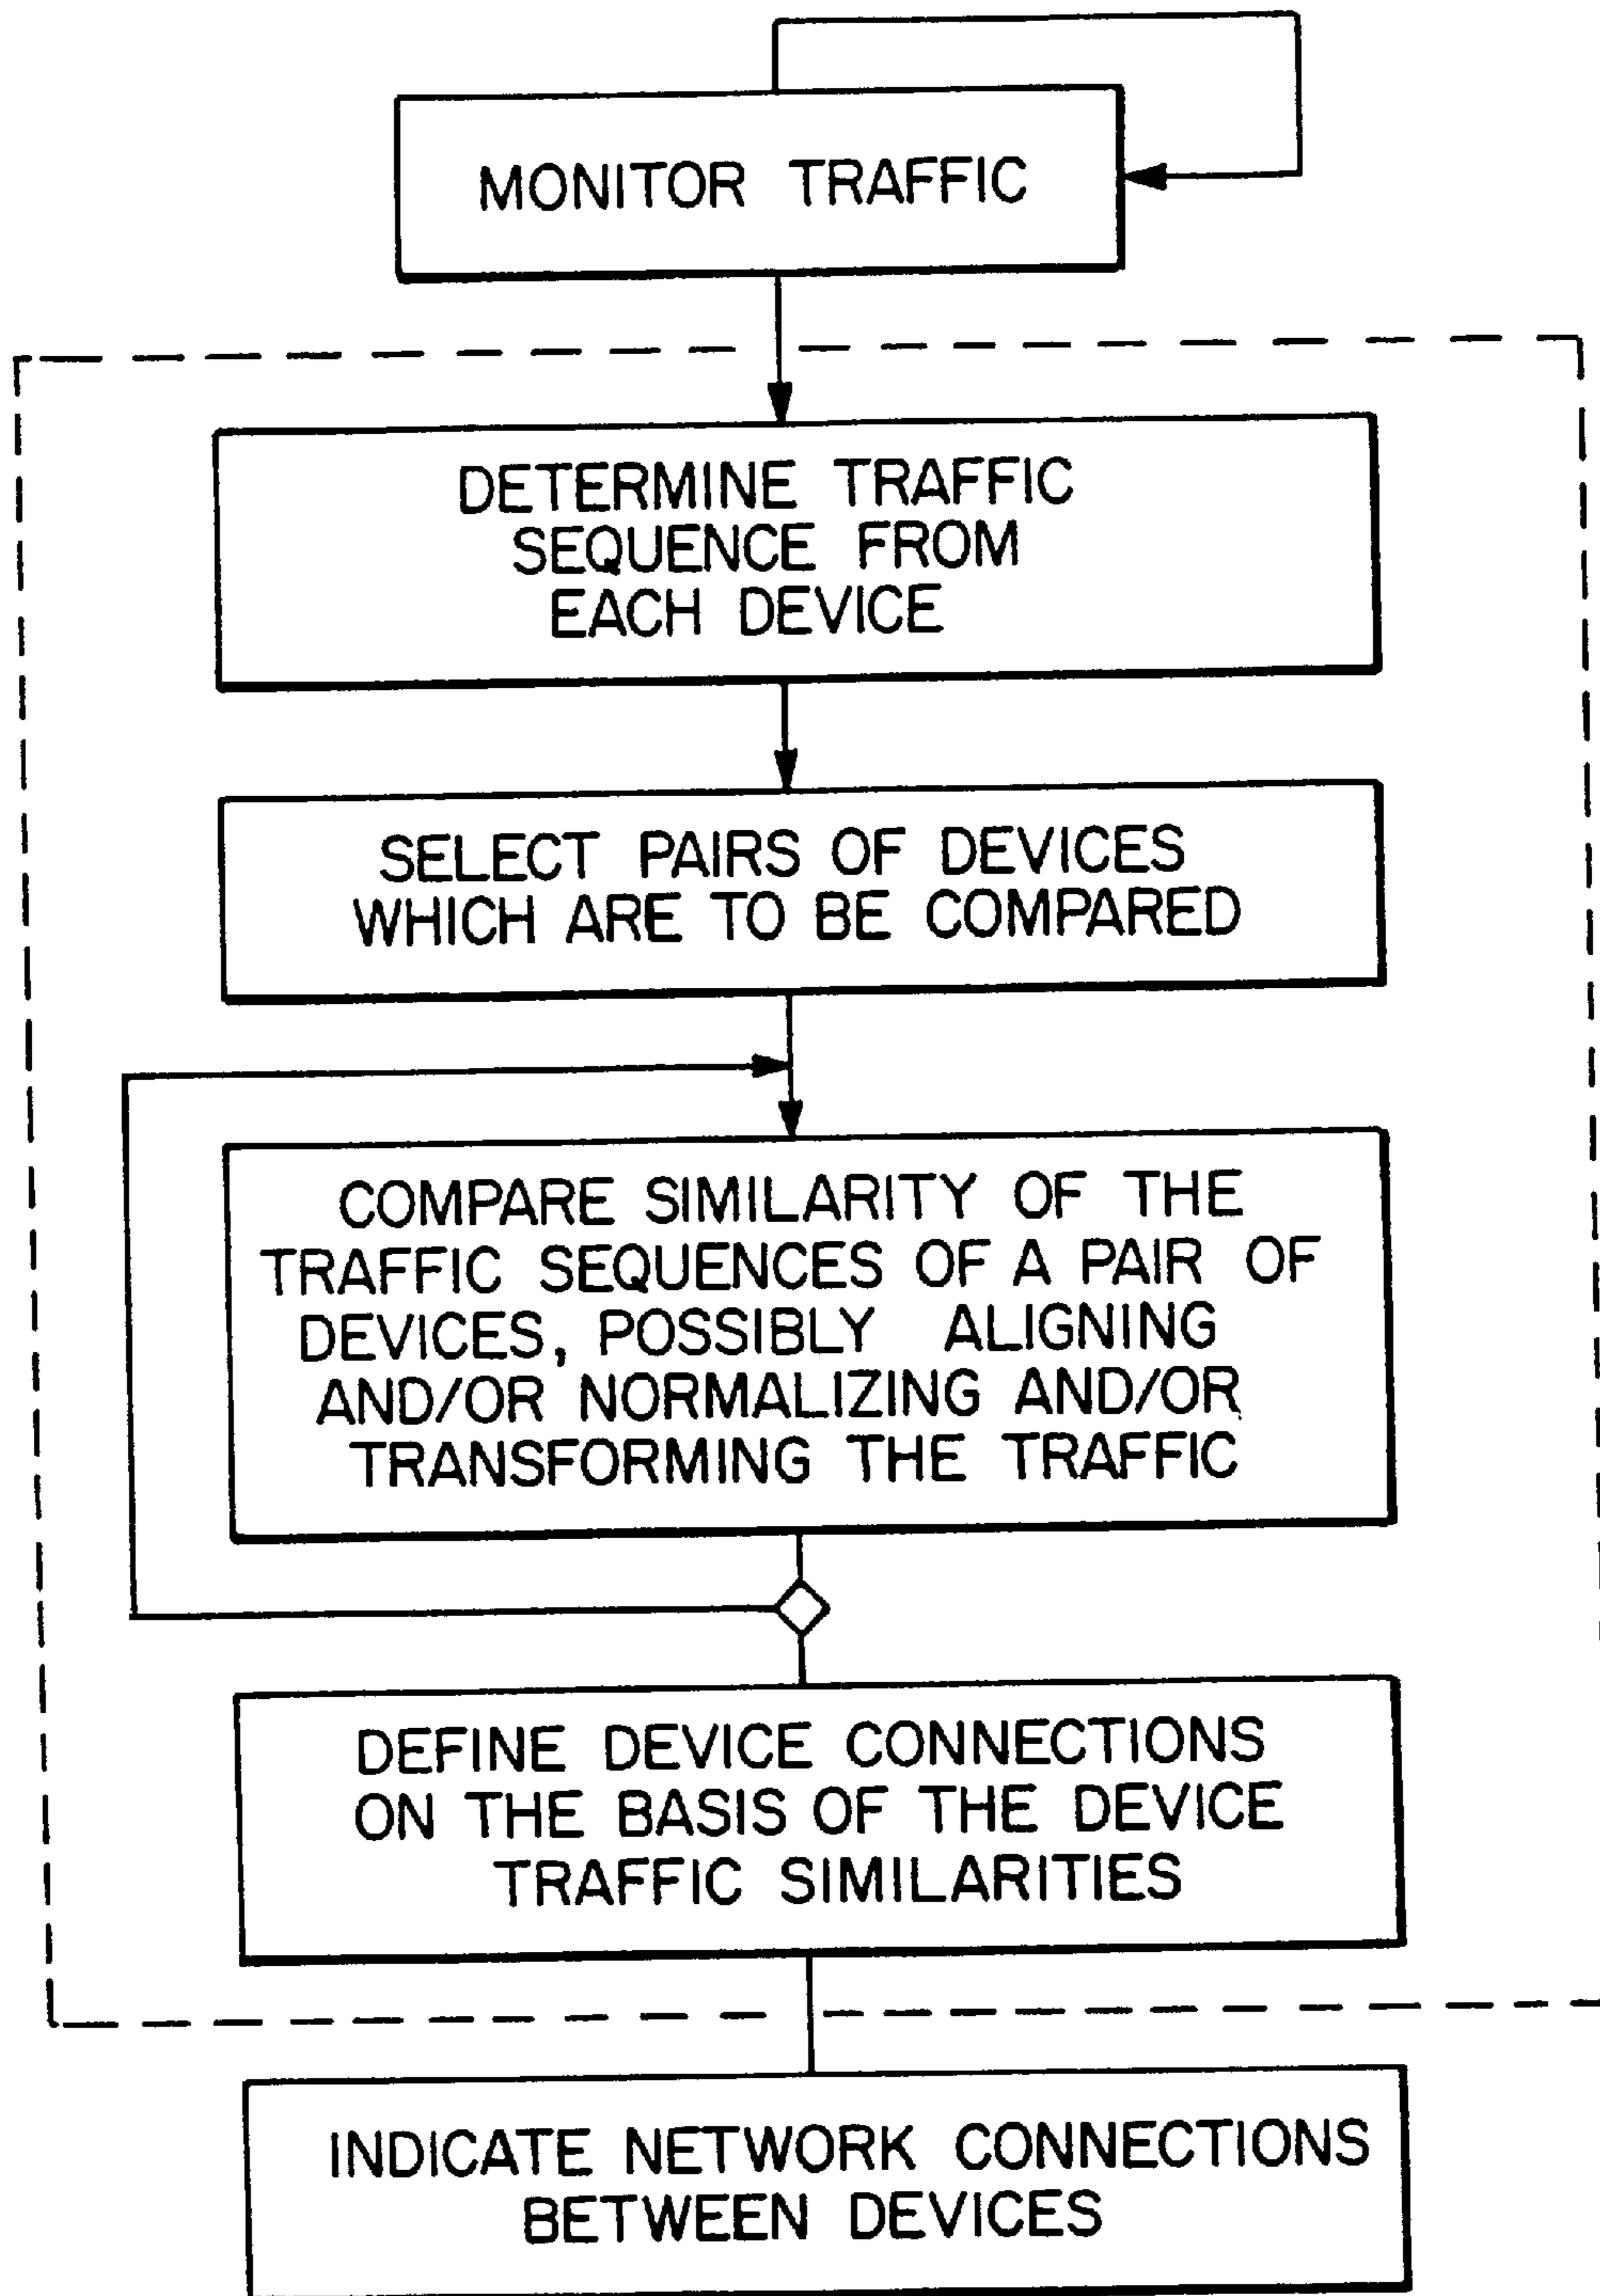 MONITOR TRAFFIC
DETERMINE TRAFFIC
SEQUENCE FROM
EACH DEVICE
SELECT PAIRS OF DEVICES
WHICH ARE TO BE COMPARED
COMPARE SIMILARITY OF THE
TRAFFIC SEQUENCES OF A PAIR OF
DEVICES, POSSIBLY ALIGNING
AND/OR NORMALIZING AND/OR
TRANSFORMING THE TRAFFIC
DEFINE DEVICE CONNECTIONS
ON THE BASIS OF THE DEVICE
TRAFFIC SIMILARITIES
INDICATE NETWORK CONNECTIONS
BETWEEN DEVICES